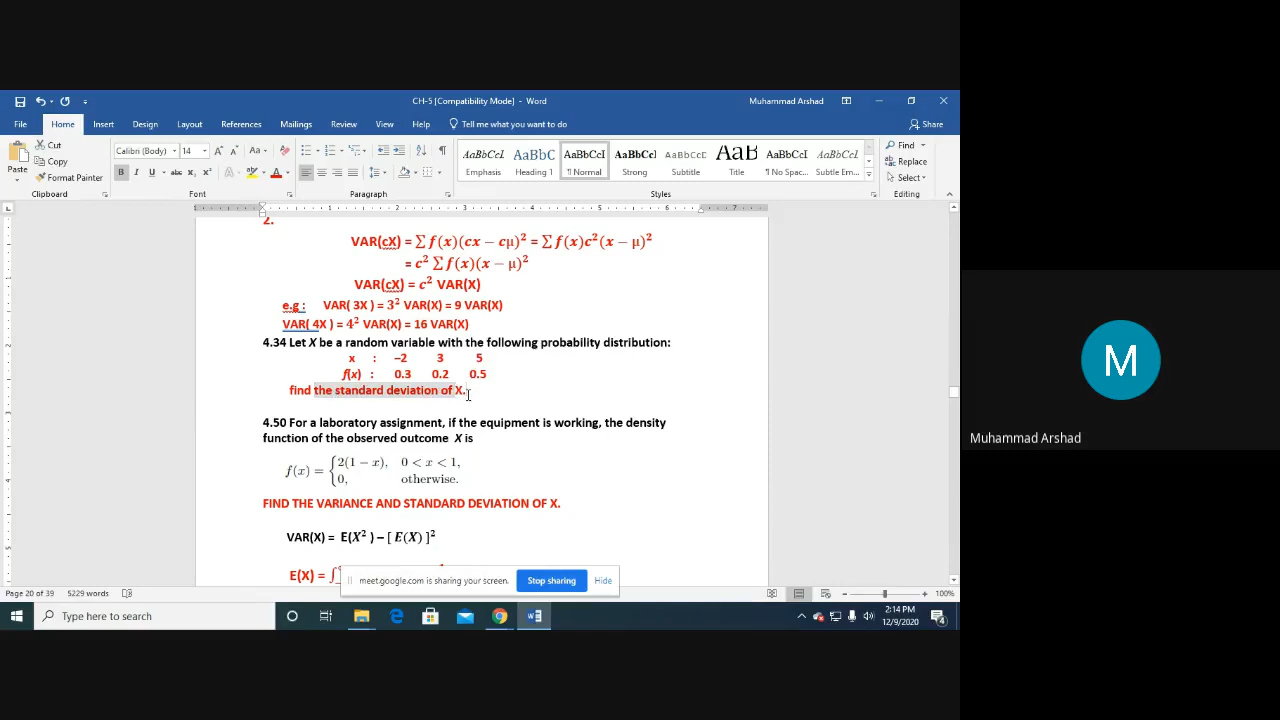 CH-5 [Compatibility Mode] - Word
Muhammad Arshad
File Home Insert Design Layout References Mailings Review View Help Tell me what you want to do Share
Paste
Cut
Copy
Format Painter
Clipboard
Calibri (Body) 14
Font
Paragraph
AaBbCcI AaBbC AaBbCcI AaBbCcl AaBbCcD AaB AaBbCcI AaBbCcI
Emphasis Heading 1 ¶ Normal Strong Subtitle Title ¶ No Spac... Subtle Em...
Styles
Find
Replace
Select
Editing
2.
VAR(cX) = ∑ f(x)(cx − cμ)² = ∑ f(x)c²(x − μ)²
= c² ∑ f(x)(x − μ)²
VAR(cX) = c² VAR(X)
e.g : VAR( 3X ) = 3² VAR(X) = 9 VAR(X)
VAR( 4X ) = 4² VAR(X) = 16 VAR(X)
4.34 Let X be a random variable with the following probability distribution:
x : −2 3 5
f(x) : 0.3 0.2 0.5
find the standard deviation of X.
4.50 For a laboratory assignment, if the equipment is working, the density
function of the observed outcome X is
f(x) = { 2(1 − x), 0 < x < 1,
0, otherwise.
FIND THE VARIANCE AND STANDARD DEVIATION OF X.
VAR(X) = E(X² ) − [ E(X) ]²
E(X) = ∫
meet.google.com is sharing your screen. Stop sharing Hide
Page 20 of 39 5229 words 100%
Type here to search
2:14 PM
12/9/2020
4
M
Muhammad Arshad